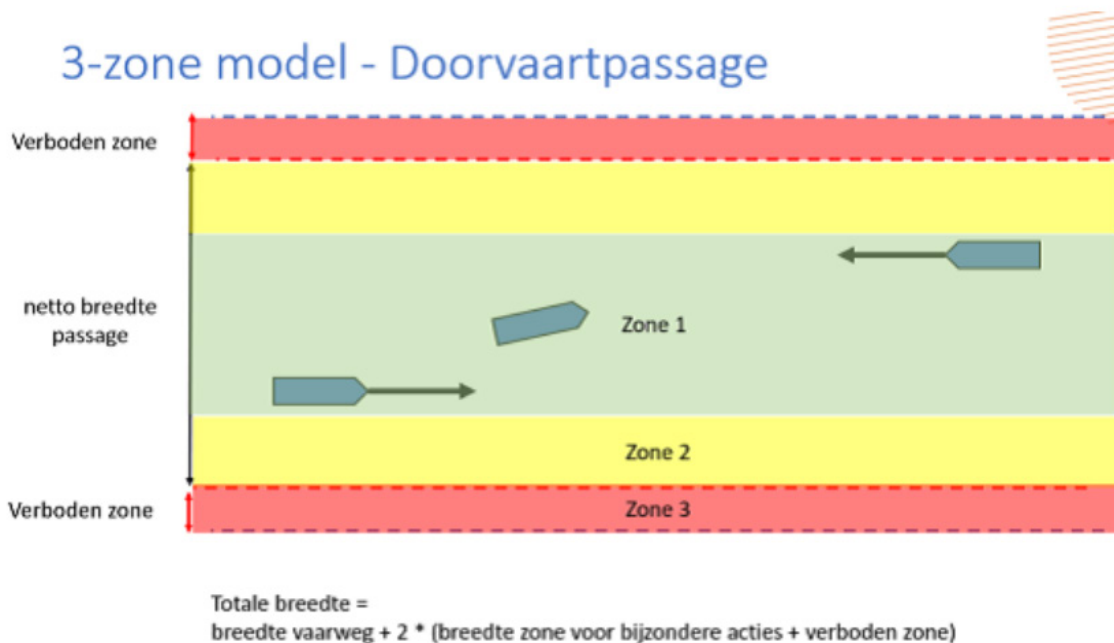 3-zone model - Doorvaartpassage
Verboden zone
netto breedte
passage
Zone 1
Zone 2
Verboden zone
Zone 3
Totale breedte =
breedte vaarweg + 2 * (breedte zone voor bijzondere acties + verboden zone)